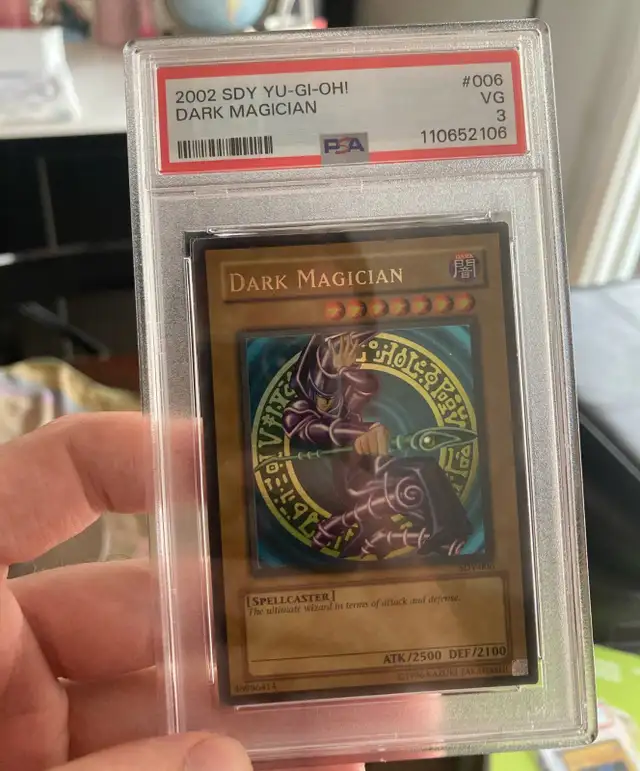 2002 SDY YU-GI-OH!
#006
DARK MAGICIAN
VG
3
PSA
110652106
DARK MAGICIAN
DARK
闇
[SPELLCASTER]
The ultimate wizard in terms of attack and defense.
ATK/2500 DEF/2100